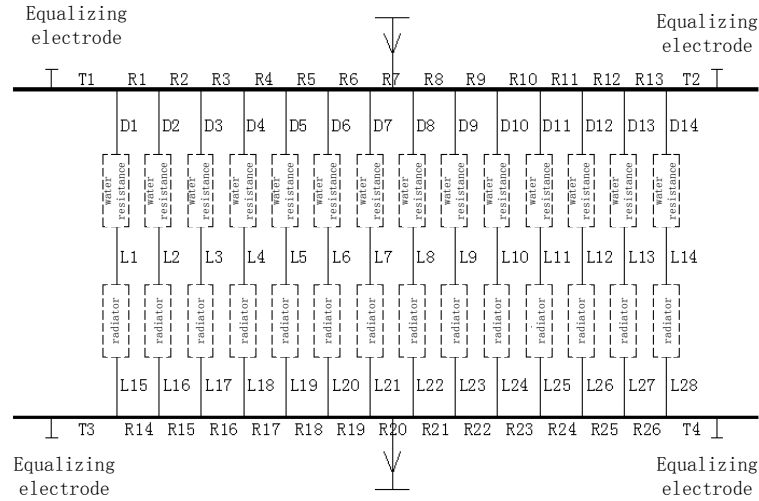 Equalizing
electrode
Equalizing
electrode
T1 R1 R2 R3 R4 R5 R6 R7 R8 R9 R10 R11 R12 R13 T2
D1 D2 D3 D4 D5 D6 D7 D8 D9 D10 D11 D12 D13 D14
water
resistance
water
resistance
water
resistance
water
resistance
water
resistance
water
resistance
water
resistance
water
resistance
water
resistance
water
resistance
water
resistance
water
resistance
water
resistance
water
resistance
L1 L2 L3 L4 L5 L6 L7 L8 L9 L10 L11 L12 L13 L14
radiator
radiator
radiator
radiator
radiator
radiator
radiator
radiator
radiator
radiator
radiator
radiator
radiator
radiator
L15 L16 L17 L18 L19 L20 L21 L22 L23 L24 L25 L26 L27 L28
T3 R14 R15 R16 R17 R18 R19 R20 R21 R22 R23 R24 R25 R26 T4
Equalizing
electrode
Equalizing
electrode